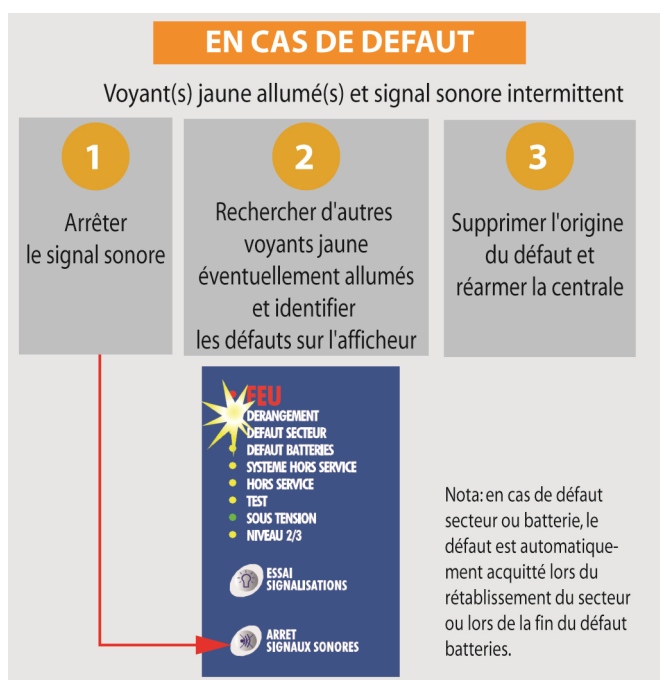 EN CAS DE DEFAUT
Voyant(s) jaune allumé(s) et signal sonore intermittent
1
Arrêter
le signal sonore
2
Rechercher d'autres
voyants jaune
éventuellement allumés
et identifier
les défauts sur l'afficheur
3
Supprimer l'origine
du défaut et
réarmer la centrale
FEU
DERANGEMENT
DEFAUT SECTEUR
DEFAUT BATTERIES
SYSTEME HORS SERVICE
HORS SERVICE
TEST
SOUS TENSION
NIVEAU 2/3
ESSAI
SIGNALISATIONS
ARRET
SIGNAUX SONORES
Nota: en cas de défaut
secteur ou batterie, le
défaut est automatique-
ment acquitté lors du
rétablissement du secteur
ou lors de la fin du défaut
batteries.